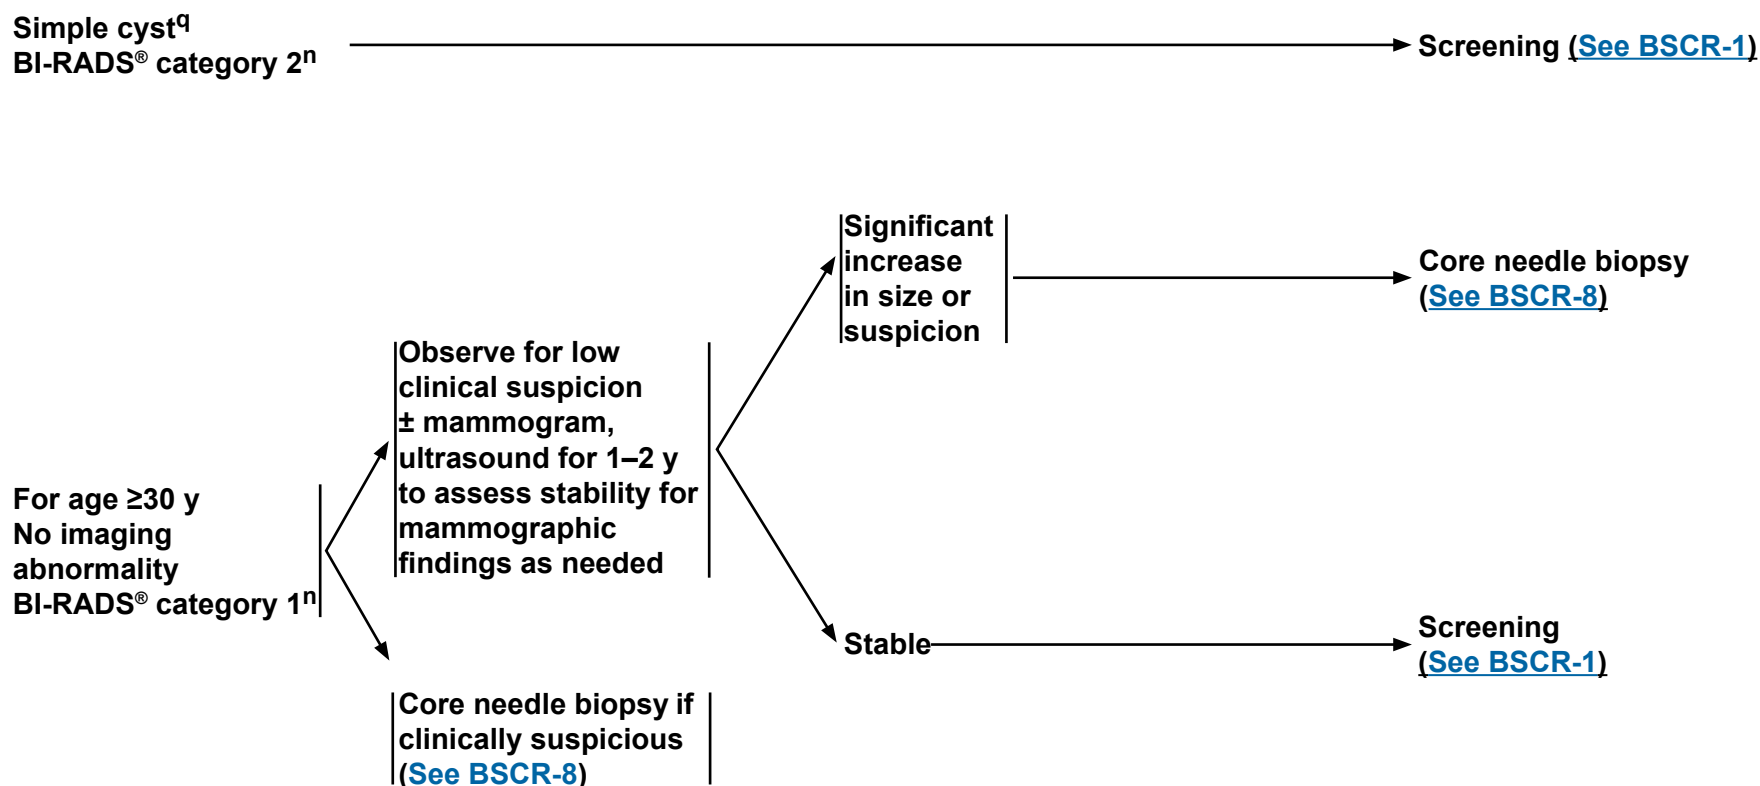 Simple cystq
BI-RADS® category 2n
Screening (See BSCR-1)
Significant
increase
in size or
suspicion
Core needle biopsy
(See BSCR-8)
Observe for low
clinical suspicion
± mammogram,
ultrasound for 1–2 y
to assess stability for
mammographic
findings as needed
For age ≥30 y
No imaging
abnormality
BI-RADS® category 1n
Stable
Screening
(See BSCR-1)
Core needle biopsy if
clinically suspicious
(See BSCR-8)